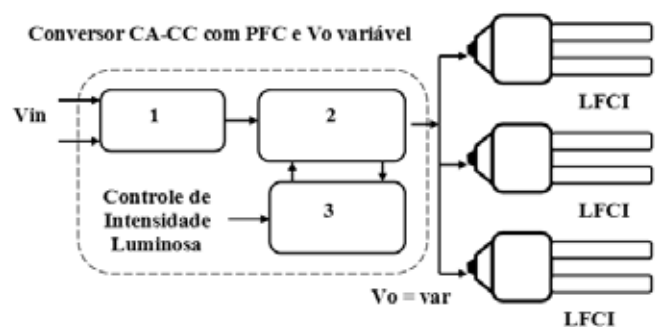 Conversor CA-CC com PFC e Vo variável
Vin
1
2
3
Controle de
Intensidade
Luminosa
Vo = var
LFCI
LFCI
LFCI